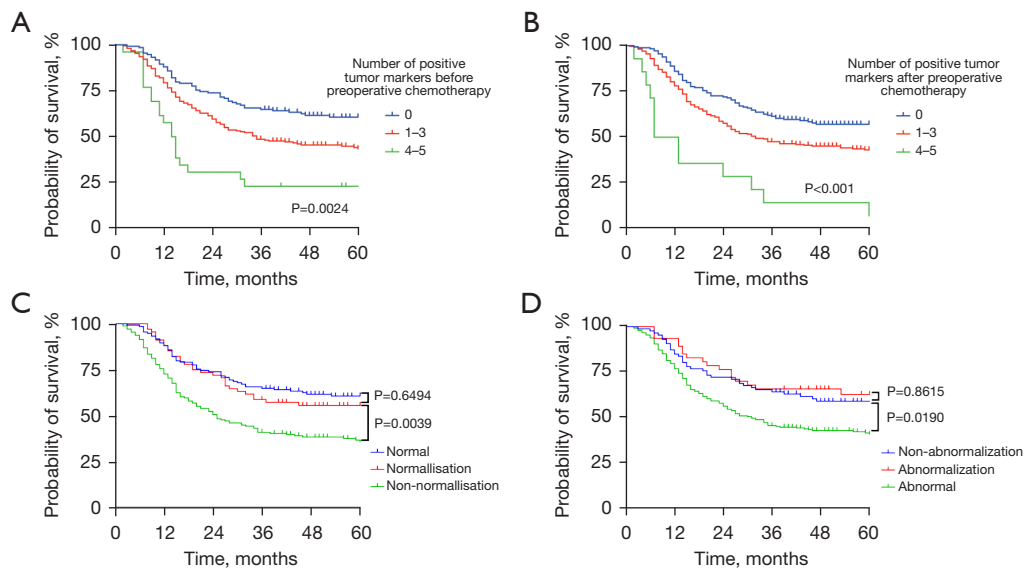 A
Probability of survival, %
100
75
50
25
0
0 12 24 36 48 60
Time, months
Number of positive
tumor markers before
preoperative chemotherapy
0
1–3
4–5
P=0.0024
B
Probability of survival, %
100
75
50
25
0
0 12 24 36 48 60
Time, months
Number of positive tumor
markers after preoperative
chemotherapy
0
1–3
4–5
P<0.001
C
Probability of survival, %
100
75
50
25
0
0 12 24 36 48 60
Time, months
P=0.6494
P=0.0039
Normal
Normallisation
Non-normallisation
D
Probability of survival, %
100
75
50
25
0
0 12 24 36 48 60
Time, months
P=0.8615
P=0.0190
Non-abnormalization
Abnormalization
Abnormal